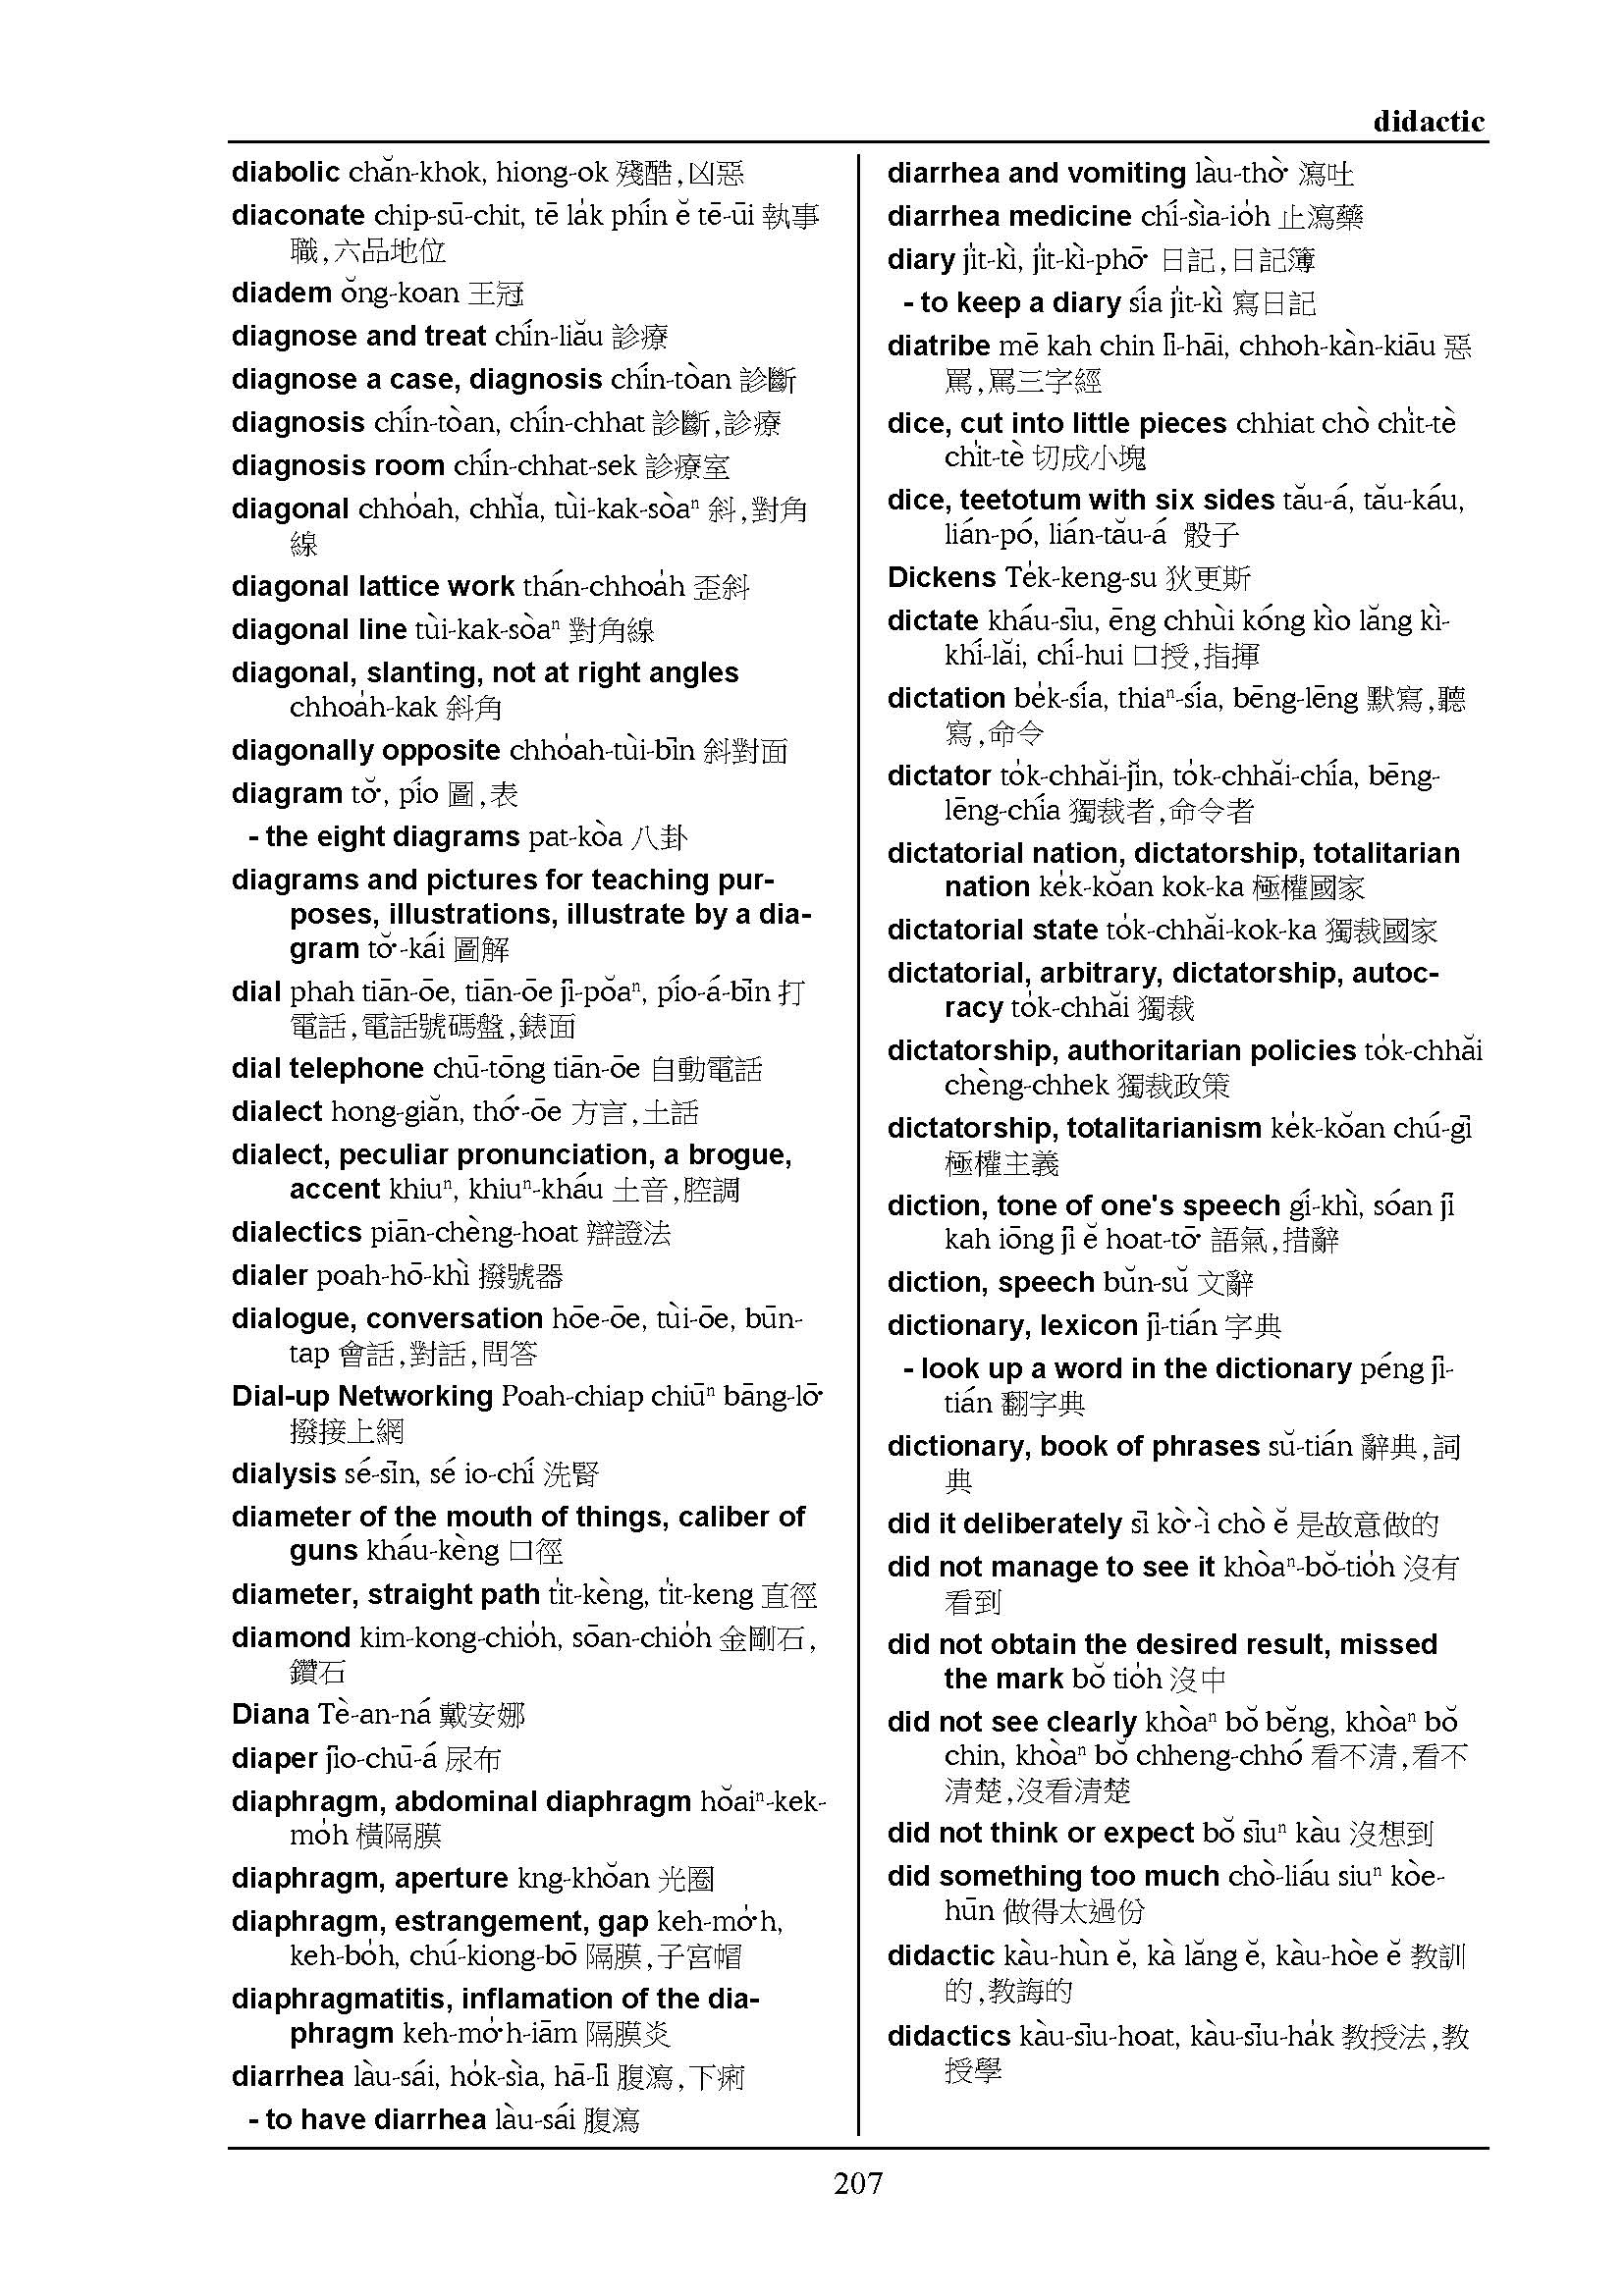 didactic
diabolic chăn-khok, hiong-ok 殘酷,凶惡
diaconate chip-sū-chit, tē la̍k phín ĕ tē-ūi 執事
職,六品地位
diadem ŏng-koan 王冠
diagnose and treat chín-liău 診療
diagnose a case, diagnosis chín-tòan 診斷
diagnosis chín-tòan, chín-chhat 診斷,診療
diagnosis room chín-chhat-sek 診療室
diagonal chho̍ah, chhĭa, tùi-kak-sòaⁿ 斜,對角
線
diagonal lattice work thán-chhoa̍h 歪斜
diagonal line tùi-kak-sòaⁿ 對角線
diagonal, slanting, not at right angles
chhoa̍h-kak 斜角
diagonally opposite chho̍ah-tùi-bīn 斜對面
diagram tŏ͘, pío 圖,表
- the eight diagrams pat-kòa 八卦
diagrams and pictures for teaching pur-
poses, illustrations, illustrate by a dia-
gram tŏ͘-kái 圖解
dial phah tiān-ōe, tiān-ōe jī-pŏaⁿ, pío-á-bīn 打
電話,電話號碼盤,錶面
dial telephone chū-tōng tiān-ōe 自動電話
dialect hong-giăn, thó͘-ōe 方言,土話
dialect, peculiar pronunciation, a brogue,
accent khiuⁿ, khiuⁿ-kháu 土音,腔調
dialectics piān-chèng-hoat 辯證法
dialer poah-hō-khì 撥號器
dialogue, conversation hōe-ōe, tùi-ōe, būn-
tap 會話,對話,問答
Dial-up Networking Poah-chiap chiūⁿ bāng-lō͘
撥接上網
dialysis sé-sīn, sé io-chí 洗腎
diameter of the mouth of things, caliber of
guns kháu-kèng 口徑
diameter, straight path ti̍t-kèng, ti̍t-keng 直徑
diamond kim-kong-chio̍h, sōan-chio̍h 金剛石,
鑽石
Diana Tè-an-ná 戴安娜
diaper jīo-chū-á 尿布
diaphragm, abdominal diaphragm hŏaiⁿ-kek-
mo̍h 橫隔膜
diaphragm, aperture kng-khŏan 光圈
diaphragm, estrangement, gap keh-mo̍͘h,
keh-bo̍h, chú-kiong-bō 隔膜,子宮帽
diaphragmatitis, inflamation of the dia-
phragm keh-mo̍͘h-iām 隔膜炎
diarrhea làu-sái, ho̍k-sìa, hā-lī 腹瀉,下痢
- to have diarrhea làu-sái 腹瀉
diarrhea and vomiting làu-thò͘ 瀉吐
diarrhea medicine chí-sìa-io̍h 止瀉藥
diary ji̍t-kì, ji̍t-kì-phō͘ 日記,日記簿
- to keep a diary sía ji̍t-kì 寫日記
diatribe mē kah chin lī-hāi, chhoh-kàn-kiāu 惡
罵,罵三字經
dice, cut into little pieces chhiat chò chi̍t-tè
chi̍t-tè 切成小塊
dice, teetotum with six sides tău-á, tău-káu,
lián-pó, lián-tău-á 骰子
Dickens Te̍k-keng-su 狄更斯
dictate kháu-sīu, ēng chhùi kóng kìo lăng kì-
khí-lăi, chí-hui 口授,指揮
dictation be̍k-sía, thiaⁿ-sía, bēng-lēng 默寫,聽
寫,命令
dictator to̍k-chhăi-jĭn, to̍k-chhăi-chía, bēng-
lēng-chía 獨裁者,命令者
dictatorial nation, dictatorship, totalitarian
nation ke̍k-kŏan kok-ka 極權國家
dictatorial state to̍k-chhăi-kok-ka 獨裁國家
dictatorial, arbitrary, dictatorship, autoc-
racy to̍k-chhăi 獨裁
dictatorship, authoritarian policies to̍k-chhăi
chèng-chhek 獨裁政策
dictatorship, totalitarianism ke̍k-kŏan chú-gī
極權主義
diction, tone of one's speech gí-khì, sóan jī
kah iōng jī ĕ hoat-tō͘ 語氣,措辭
diction, speech bŭn-sŭ 文辭
dictionary, lexicon jī-tián 字典
- look up a word in the dictionary péng jī-
tián 翻字典
dictionary, book of phrases sŭ-tián 辭典,詞
典
did it deliberately sī kò͘-ì chò ĕ 是故意做的
did not manage to see it khòaⁿ-bŏ-tio̍h 沒有
看到
did not obtain the desired result, missed
the mark bŏ tio̍h 沒中
did not see clearly khòaⁿ bŏ bĕng, khòaⁿ bŏ
chin, khòaⁿ bŏ chheng-chhó 看不清,看不
清楚,沒看清楚
did not think or expect bŏ sīuⁿ kàu 沒想到
did something too much chò-liáu siuⁿ kòe-
hūn 做得太過份
didactic kàu-hùn ĕ, kà lăng ĕ, kàu-hòe ĕ 教訓
的,教誨的
didactics kàu-sīu-hoat, kàu-sīu-ha̍k 教授法,教
授學
207